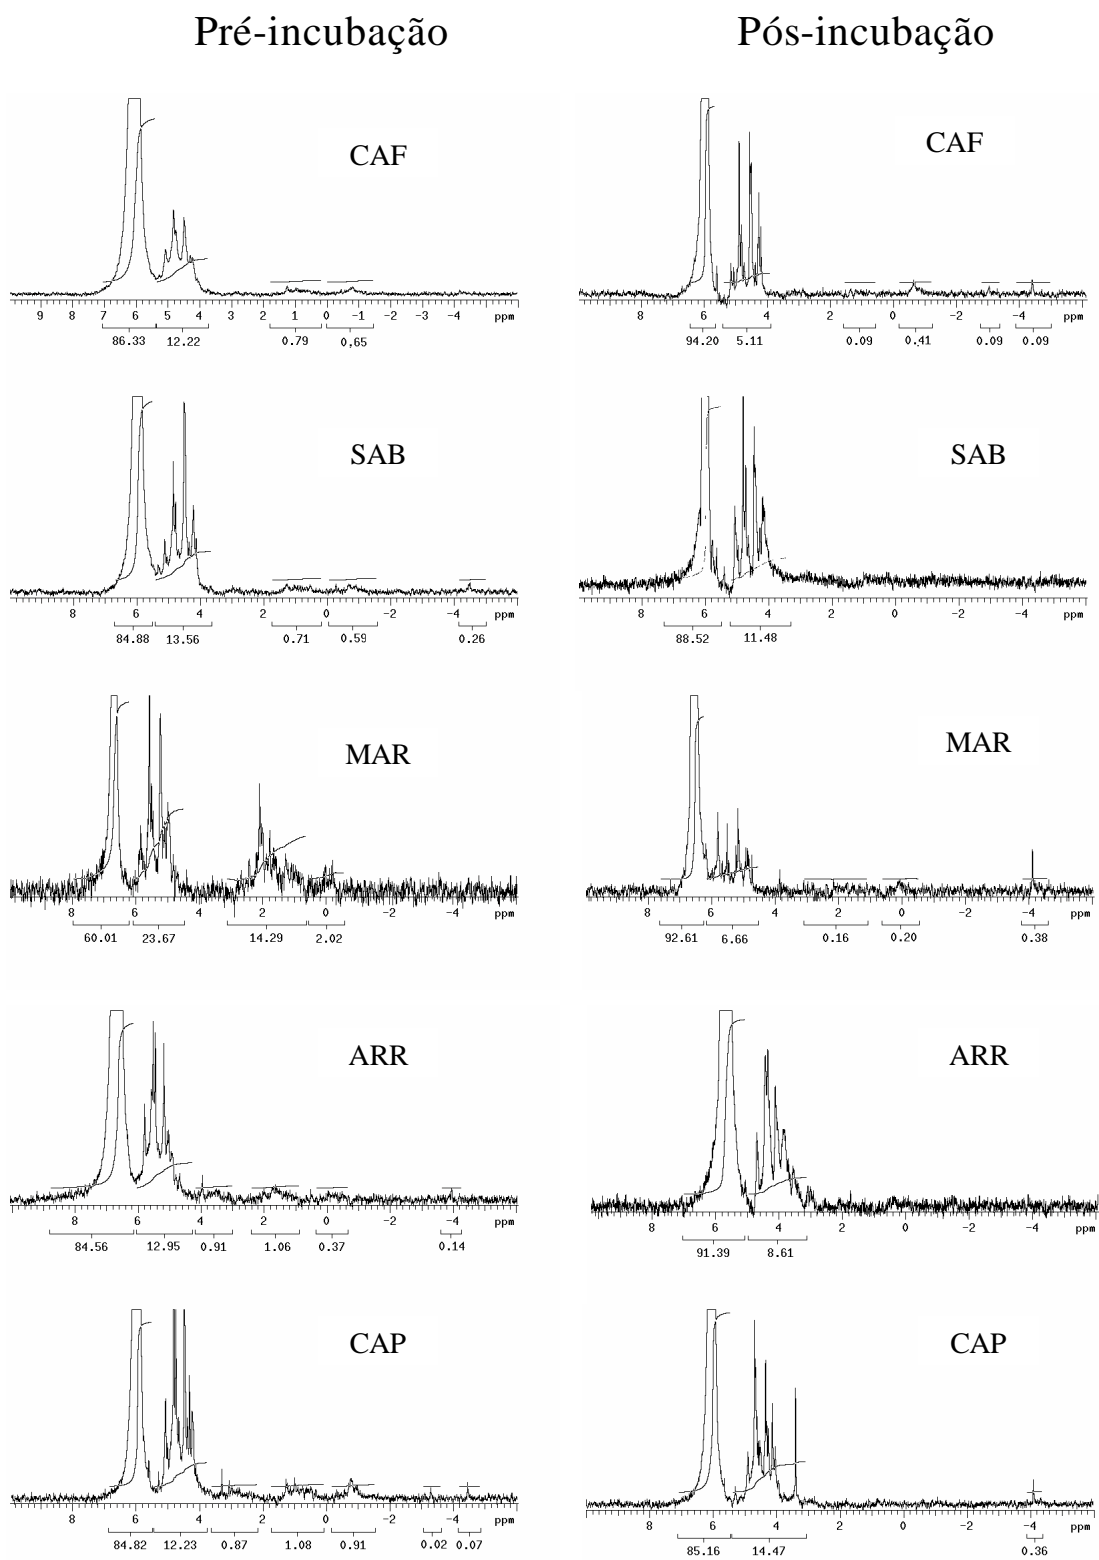 Pré-incubação
Pós-incubação
CAF
9 8 7 6 5 4 3 2 1 0 -1 -2 -3 -4 ppm
86.33 12.22 0.79 0.65
CAF
8 6 4 2 0 -2 -4 ppm
94.20 5.11 0.09 0.41 0.09 0.09
SAB
8 6 4 2 0 -2 -4 ppm
84.88 13.56 0.71 0.59 0.26
SAB
8 6 4 2 0 -2 -4 ppm
88.52 11.48
MAR
8 6 4 2 0 -2 -4 ppm
60.01 23.67 14.29 2.02
MAR
8 6 4 2 0 -2 -4 ppm
92.61 6.66 0.16 0.20 0.38
ARR
8 6 4 2 0 -2 -4 ppm
84.56 12.95 0.91 1.06 0.37 0.14
ARR
8 6 4 2 0 -2 -4 ppm
91.39 8.61
CAP
8 6 4 2 0 -2 -4 ppm
84.82 12.23 0.87 1.08 0.91 0.02 0.07
CAP
8 6 4 2 0 -2 -4 ppm
85.16 14.47 0.36